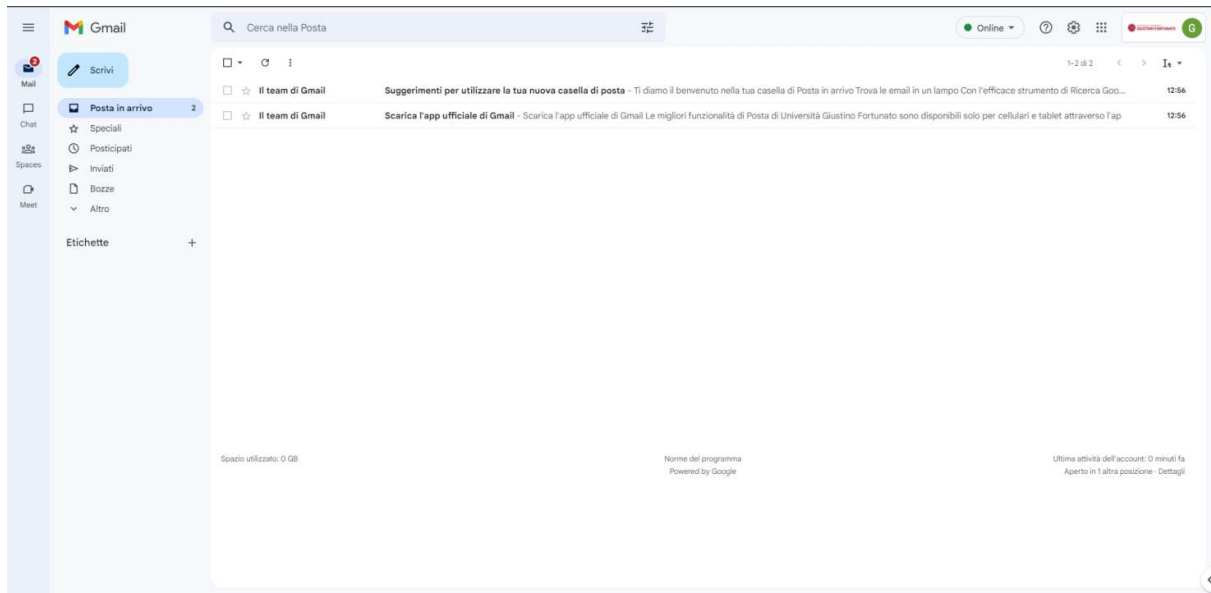 Gmail
Cerca nella Posta
Online
GIUSTINO FORTUNATO
G
2
Mail
Chat
Spaces
Meet
Scrivi
Posta in arrivo 2
Speciali
Posticipati
Inviati
Bozze
Altro
Etichette
1–2 di 2
Il team di Gmail Suggerimenti per utilizzare la tua nuova casella di posta - Ti diamo il benvenuto nella tua casella di Posta in arrivo Trova le email in un lampo Con l'efficace strumento di Ricerca Goo... 12:56
Il team di Gmail Scarica l'app ufficiale di Gmail - Scarica l'app ufficiale di Gmail Le migliori funzionalità di Posta di Università Giustino Fortunato sono disponibili solo per cellulari e tablet attraverso l'ap 12:56
Spazio utilizzato: 0 GB
Norme del programma
Powered by Google
Ultima attività dell'account: 0 minuti fa
Aperto in 1 altra posizione · Dettagli